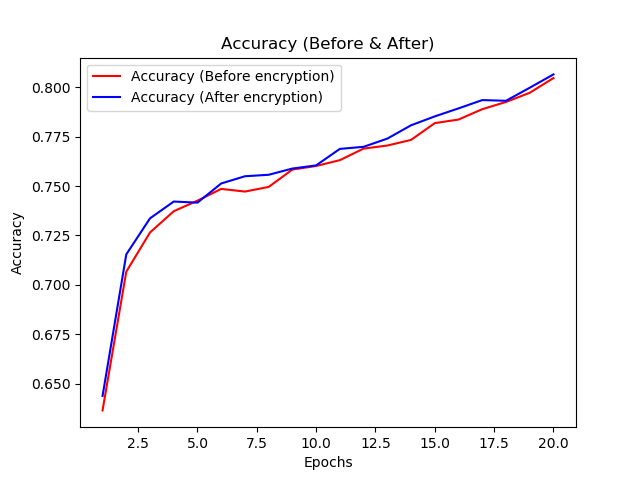 Accuracy (Before & After)
Accuracy (Before encryption)
Accuracy (After encryption)
Accuracy
0.800
0.775
0.750
0.725
0.700
0.675
0.650
2.5 5.0 7.5 10.0 12.5 15.0 17.5 20.0
Epochs